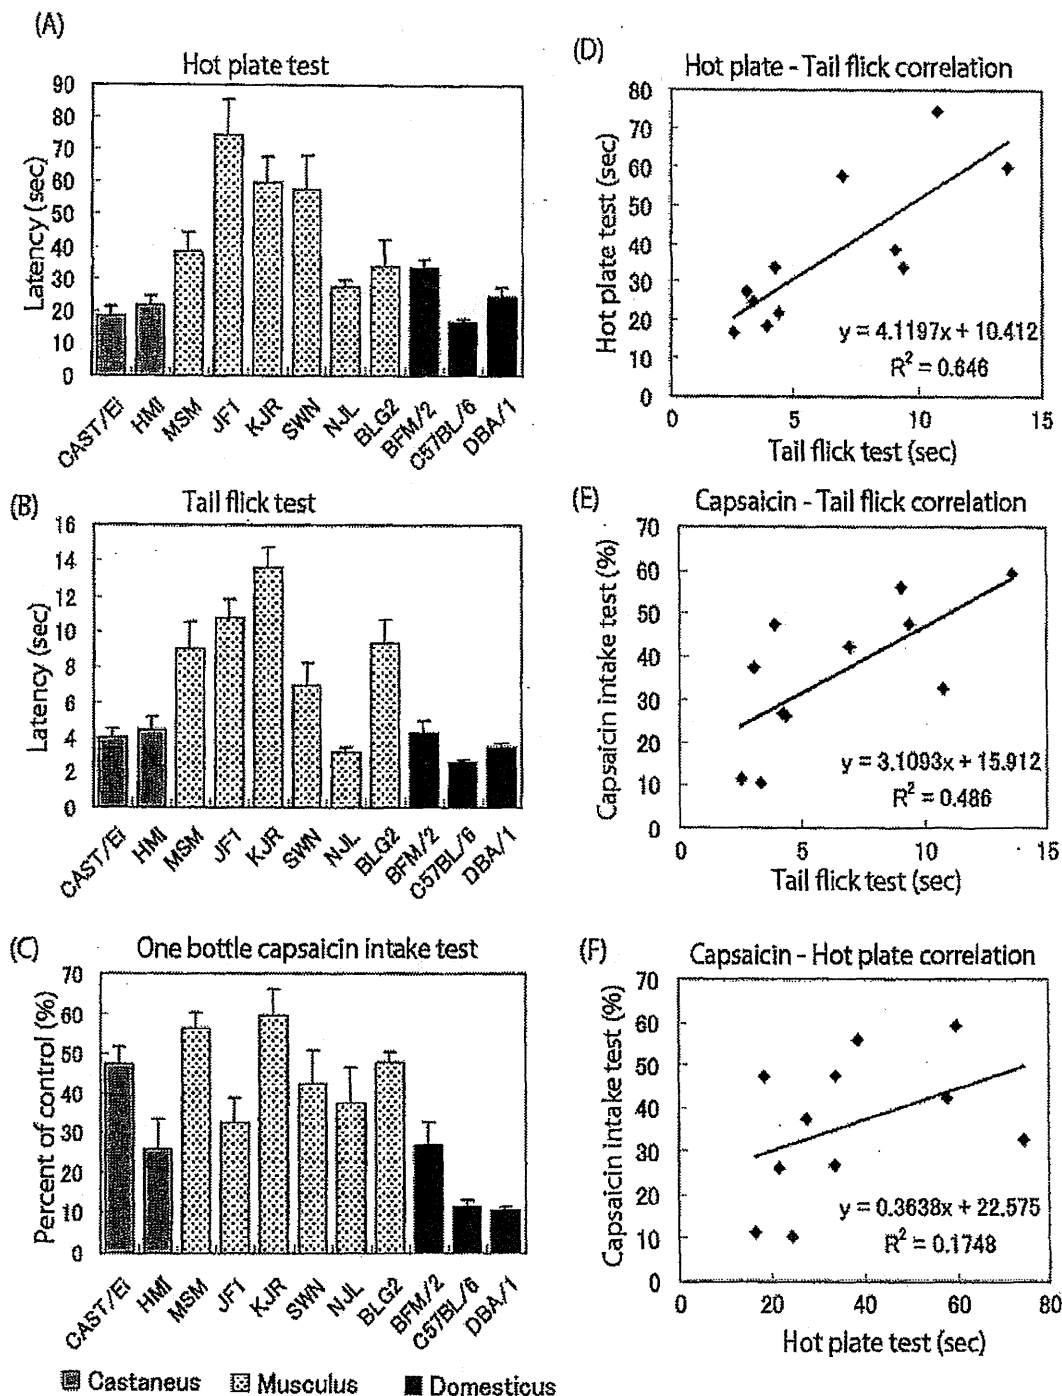 (A)
Hot plate test
Latency (sec)
90
80
70
60
50
40
30
20
10
0
CAST/Ei
HMI
MSM
JF1
KJR
SWN
NJL
BLG2
BFM/2
C57BL/6
DBA/1
(B)
Tail flick test
Latency (sec)
16
14
12
10
8
6
4
2
0
CAST/Ei
HMI
MSM
JF1
KJR
SWN
NJL
BLG2
BFM/2
C57BL/6
DBA/1
(C)
One bottle capsaicin intake test
Percent of control (%)
70
60
50
40
30
20
10
0
CAST/Ei
HMI
MSM
JF1
KJR
SWN
NJL
BLG2
BFM/2
C57BL/6
DBA/1
Castaneus
Musculus
Domesticus
(D)
Hot plate - Tail flick correlation
Hot plate test (sec)
80
70
60
50
40
30
20
10
0
y = 4.1197x + 10.412
R² = 0.646
0
5
10
15
Tail flick test (sec)
(E)
Capsaicin - Tail flick correlation
Capsaicin intake test (%)
70
60
50
40
30
20
10
0
y = 3.1093x + 15.912
R² = 0.486
0
5
10
15
Tail flick test (sec)
(F)
Capsaicin - Hot plate correlation
Capsaicin intake test (%)
70
60
50
40
30
20
10
0
y = 0.3638x + 22.575
R² = 0.1748
0
20
40
60
80
Hot plate test (sec)